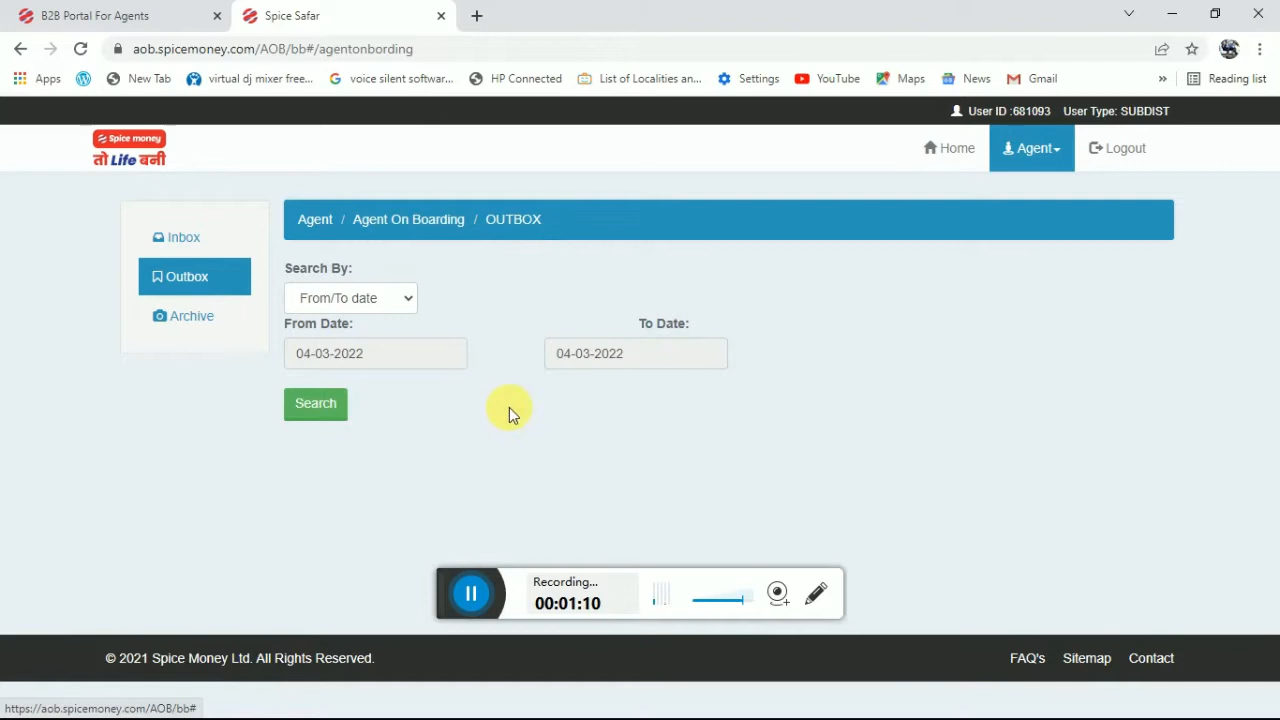 B2B Portal For Agents
Spice Safar
aob.spicemoney.com/AOB/bb#/agentonbording
Apps
New Tab
virtual dj mixer free...
voice silent softwar...
HP Connected
List of Localities an...
Settings
YouTube
Maps
News
Gmail
»
Reading list
User ID :681093 User Type: SUBDIST
Spice money
तो Life बनी
Home
Agent
Logout
Inbox
Outbox
Archive
Agent / Agent On Boarding / OUTBOX
Search By:
From/To date
From Date:
To Date:
04-03-2022
04-03-2022
Search
Recording...
00:01:10
© 2021 Spice Money Ltd. All Rights Reserved.
FAQ's
Sitemap
Contact
https://aob.spicemoney.com/AOB/bb#